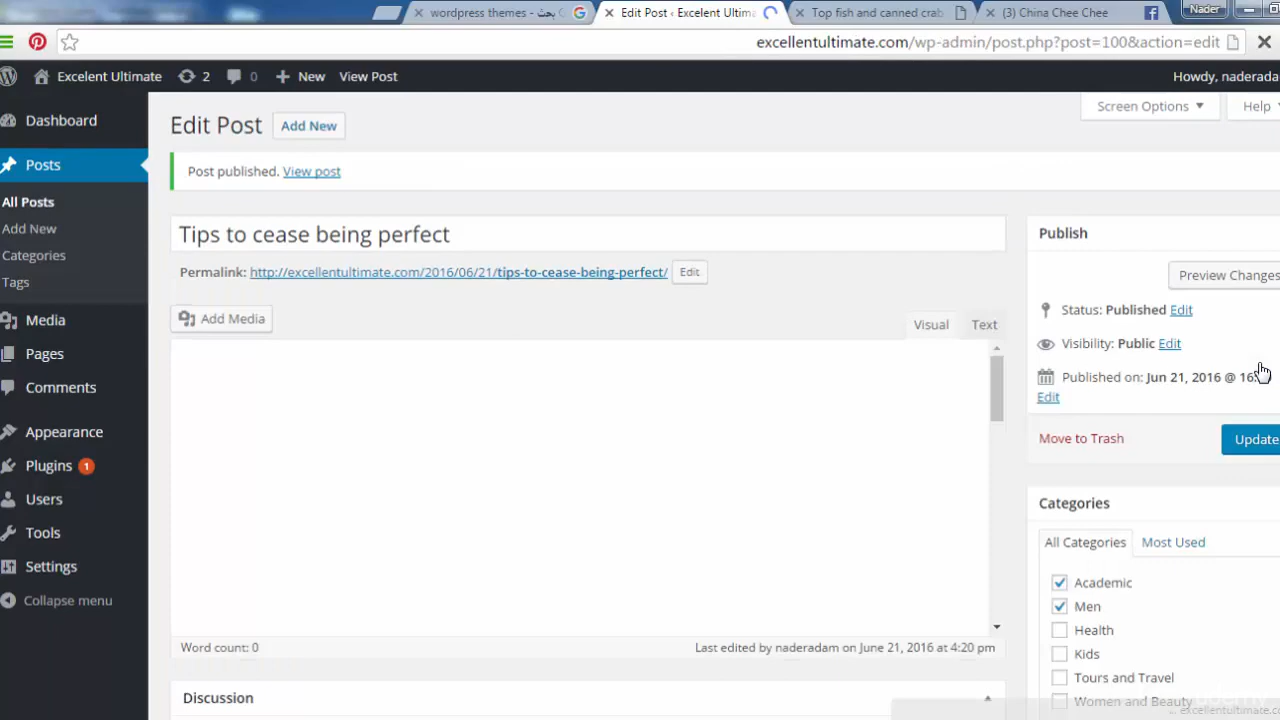 wordpress themes - بحث
Edit Post ‹ Excelent Ultima
Top fish and canned crab
(3) China Chee Chee
Nader
excellentultimate.com/wp-admin/post.php?post=100&action=edit
Excelent Ultimate
2
0
New
View Post
Howdy, naderada
Dashboard
Posts
All Posts
Add New
Categories
Tags
Media
Pages
Comments
Appearance
Plugins 1
Users
Tools
Settings
Collapse menu
Screen Options
Help
Edit Post
Add New
Post published. View post
Tips to cease being perfect
Permalink: http://excellentultimate.com/2016/06/21/tips-to-cease-being-perfect/ Edit
Add Media
Visual
Text
Word count: 0
Last edited by naderadam on June 21, 2016 at 4:20 pm
Discussion
Publish
Preview Changes
Status: Published Edit
Visibility: Public Edit
Published on: Jun 21, 2016 @ 16:
Edit
Move to Trash
Update
Categories
All Categories
Most Used
Academic
Men
Health
Kids
Tours and Travel
Women and Beauty